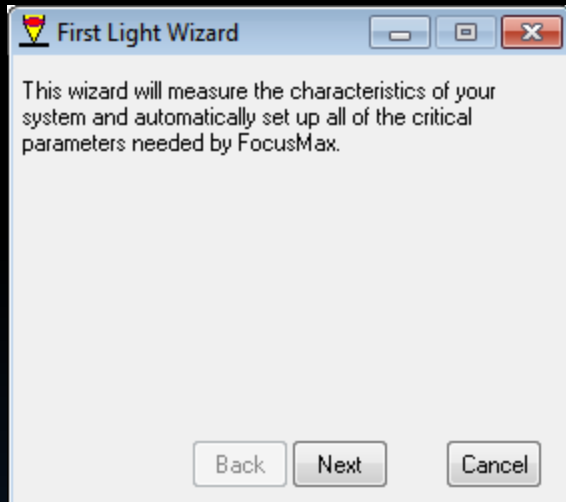 First Light Wizard
This wizard will measure the characteristics of your
system and automatically set up all of the critical
parameters needed by FocusMax.
Back Next Cancel